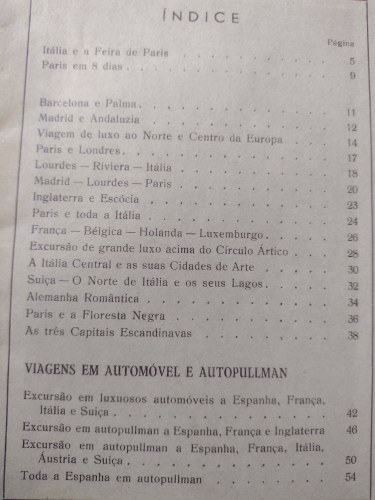 ÍNDICE
Página
Itália e a Feira de Paris . . . . . . . . . . 5
Paris em 8 dias . . . . . . . . . . . . 9
Barcelona e Palma. . . . . . . . . . . . 11
Madrid e Andaluzia . . . . . . . . . . . 12
Viagem de luxo ao Norte e Centro da Europa . . . 14
Paris e Londres . . . . . . . . . . . . 17
Lourdes — Riviera — Itália . . . . . . . . . 18
Madrid — Lourdes — Paris . . . . . . . . . 20
Inglaterra e Escócia . . . . . . . . . . . 23
Paris e toda a Itália . . . . . . . . . . . 24
França — Bélgica — Holanda — Luxemburgo . . . . 26
Excursão de grande luxo acima do Círculo Ártico . . 28
A Itália Central e as suas Cidades de Arte . . . . 30
Suíça — O Norte de Itália e os seus Lagos . . . . 32
Alemanha Romântica . . . . . . . . . . . 34
Paris e a Floresta Negra . . . . . . . . . 36
As três Capitais Escandinavas . . . . . . . . 38
VIAGENS EM AUTOMÓVEL E AUTOPULLMAN
Excursão em luxuosos automóveis a Espanha, França,
Itália e Suíça . . . . . . . . . . . . 42
Excursão em autopullman a Espanha, França e Inglaterra 46
Excursão em autopullman a Espanha, França, Itália,
Áustria e Suíça . . . . . . . . . . . . 50
Toda a Espanha em autopullman . . . . . . . 54